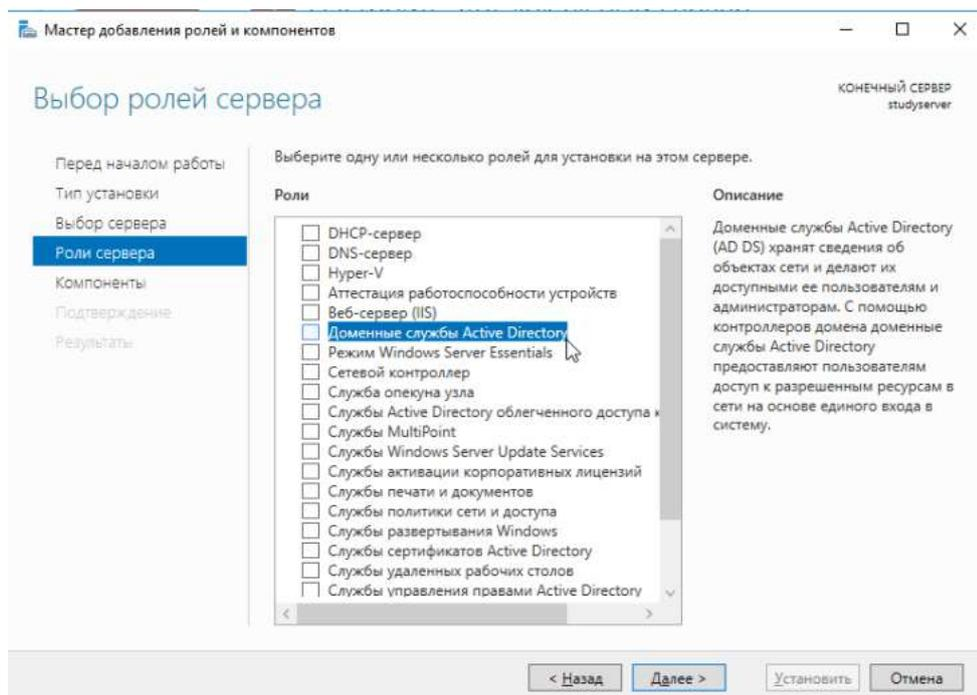 Мастер добавления ролей и компонентов
Выбор ролей сервера
КОНЕЧНЫЙ СЕРВЕР
studyserver
Перед началом работы
Тип установки
Выбор сервера
Роли сервера
Компоненты
Подтверждение
Результаты
Выберите одну или несколько ролей для установки на этом сервере.
Роли
DHCP-сервер
DNS-сервер
Hyper-V
Аттестация работоспособности устройств
Веб-сервер (IIS)
Доменные службы Active Directory
Режим Windows Server Essentials
Сетевой контроллер
Служба опекуна узла
Службы Active Directory облегченного доступа к
Службы MultiPoint
Службы Windows Server Update Services
Службы активации корпоративных лицензий
Службы печати и документов
Службы политики сети и доступа
Службы развертывания Windows
Службы сертификатов Active Directory
Службы удаленных рабочих столов
Службы управления правами Active Directory
Описание
Доменные службы Active Directory
(AD DS) хранят сведения об
объектах сети и делают их
доступными ее пользователям и
администраторам. С помощью
контроллеров домена доменные
службы Active Directory
предоставляют пользователям
доступ к разрешенным ресурсам в
сети на основе единого входа в
систему.
< Назад
Далее >
Установить
Отмена